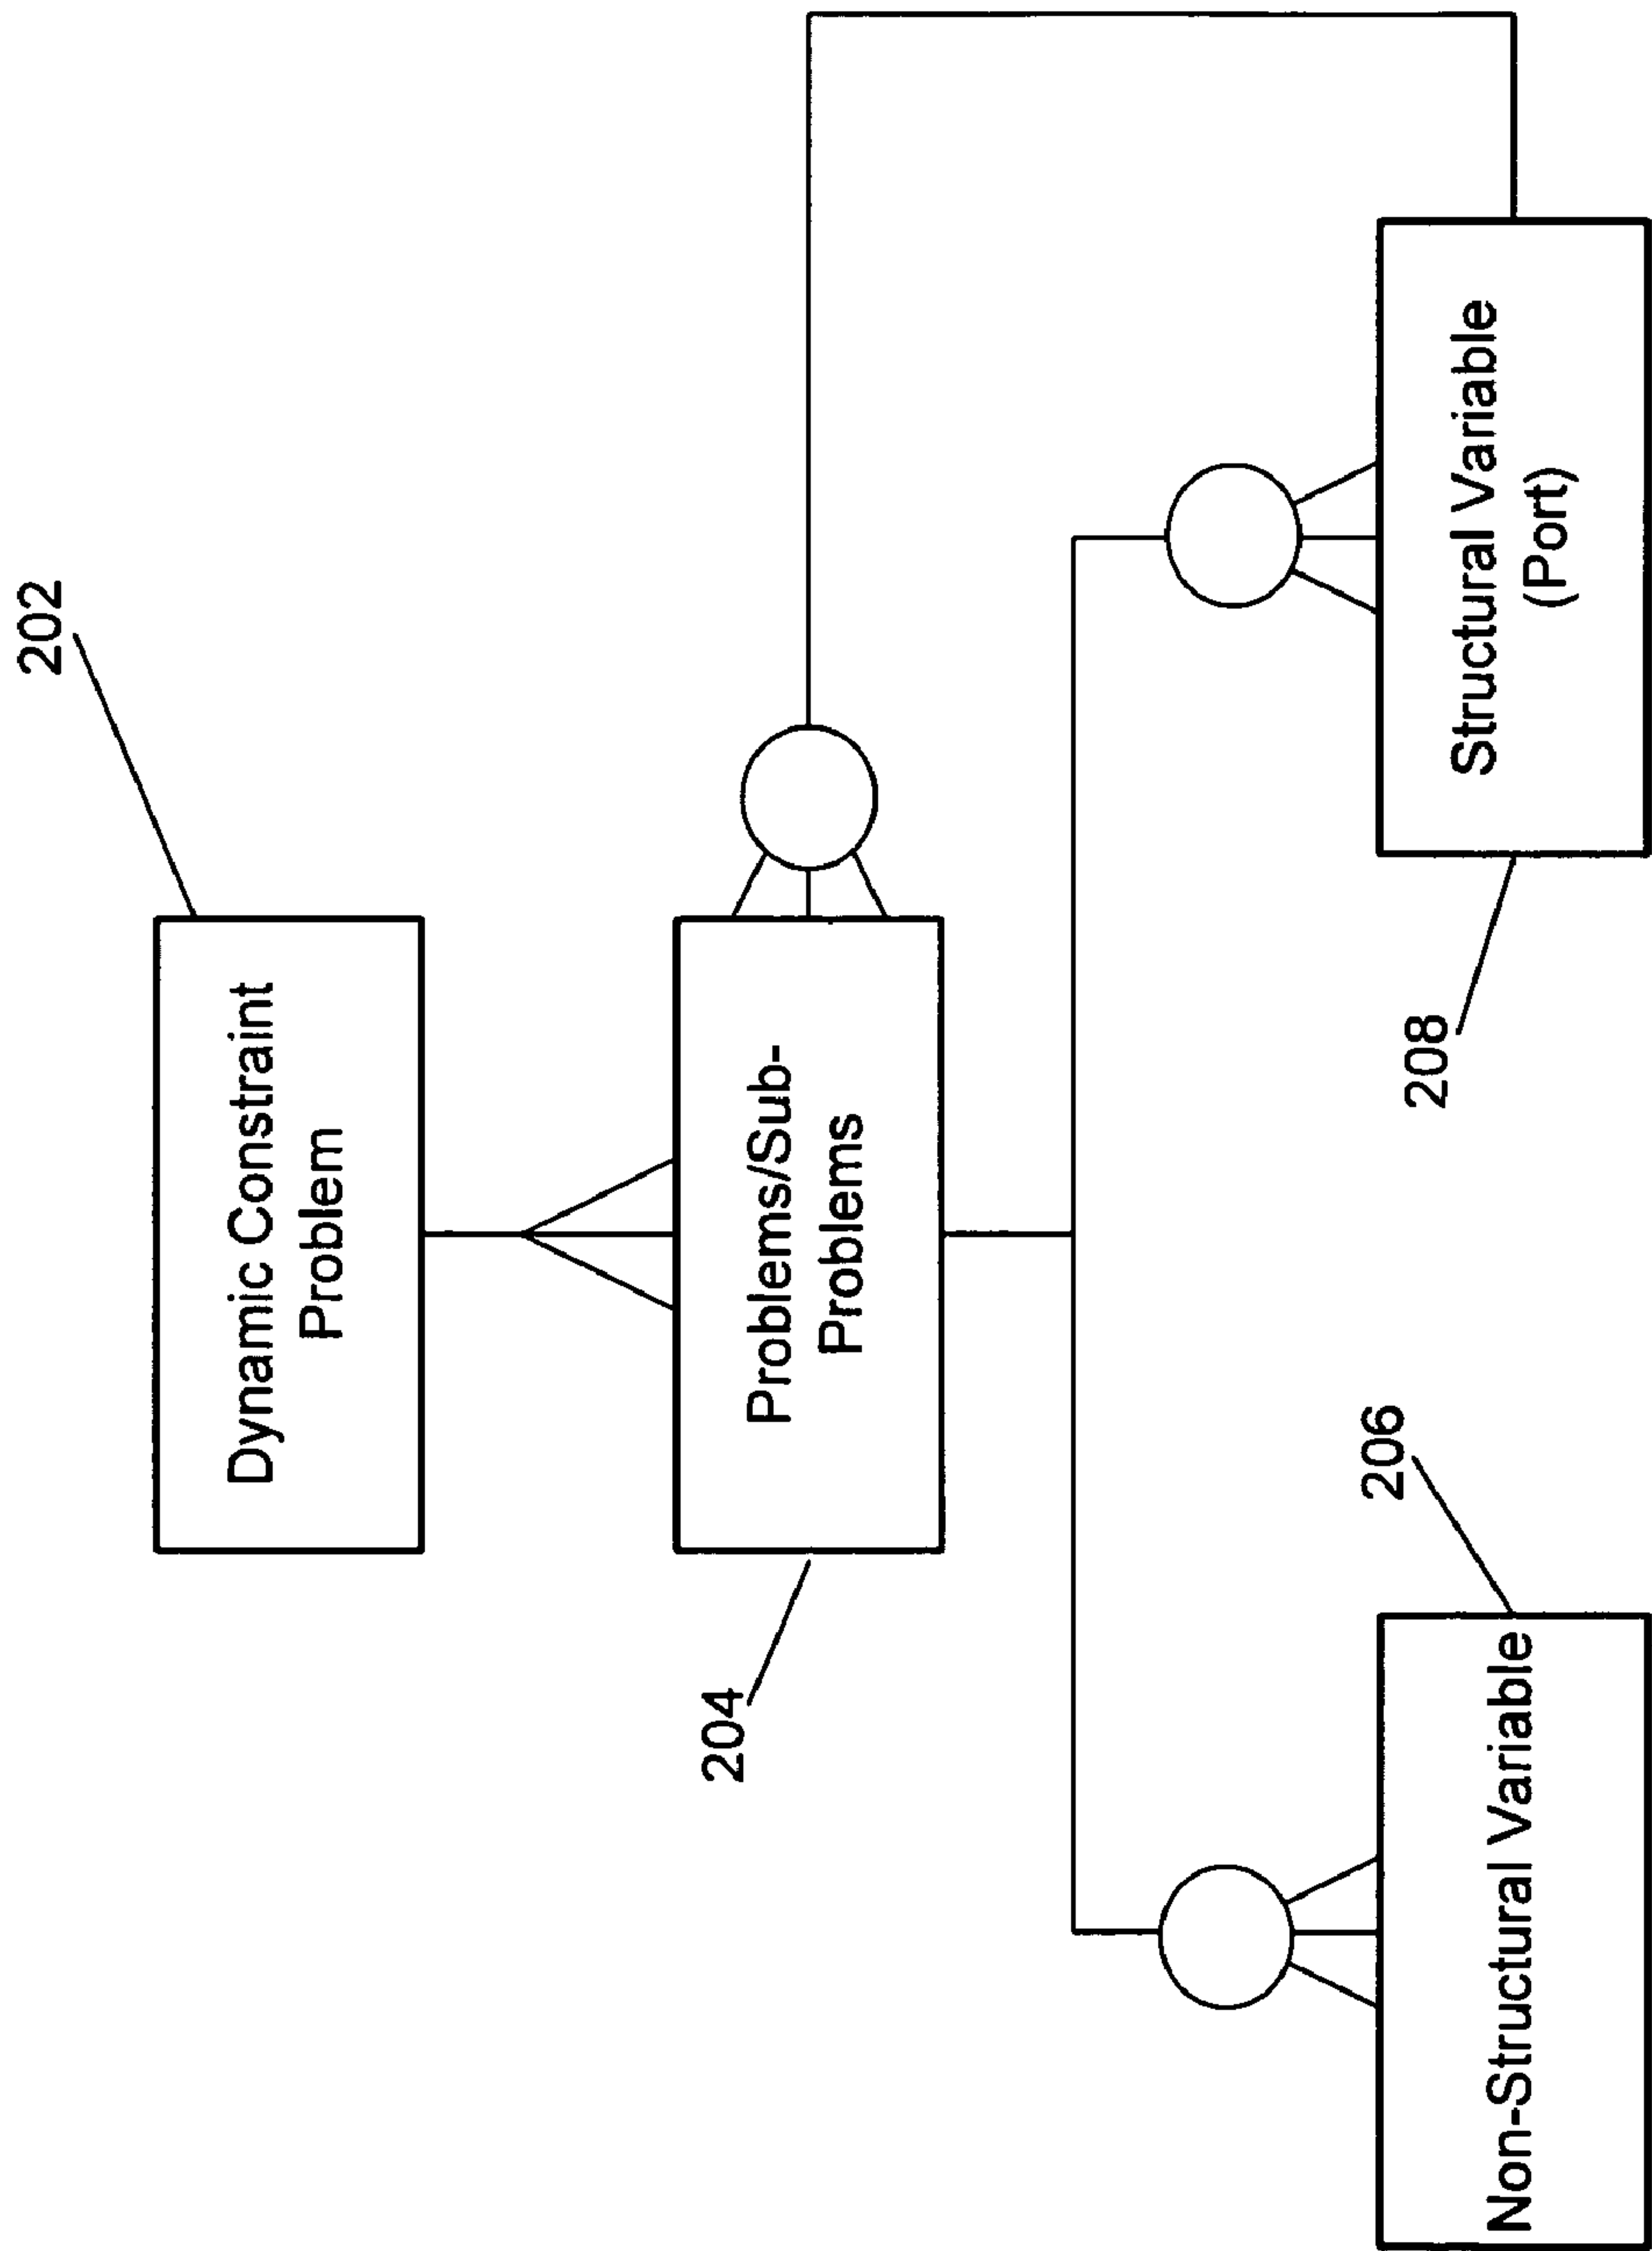 202
Dynamic Constraint
Problem
204
Problems/Sub-
Problems
206
Non-Structural Variable
208
Structural Variable
(Port)